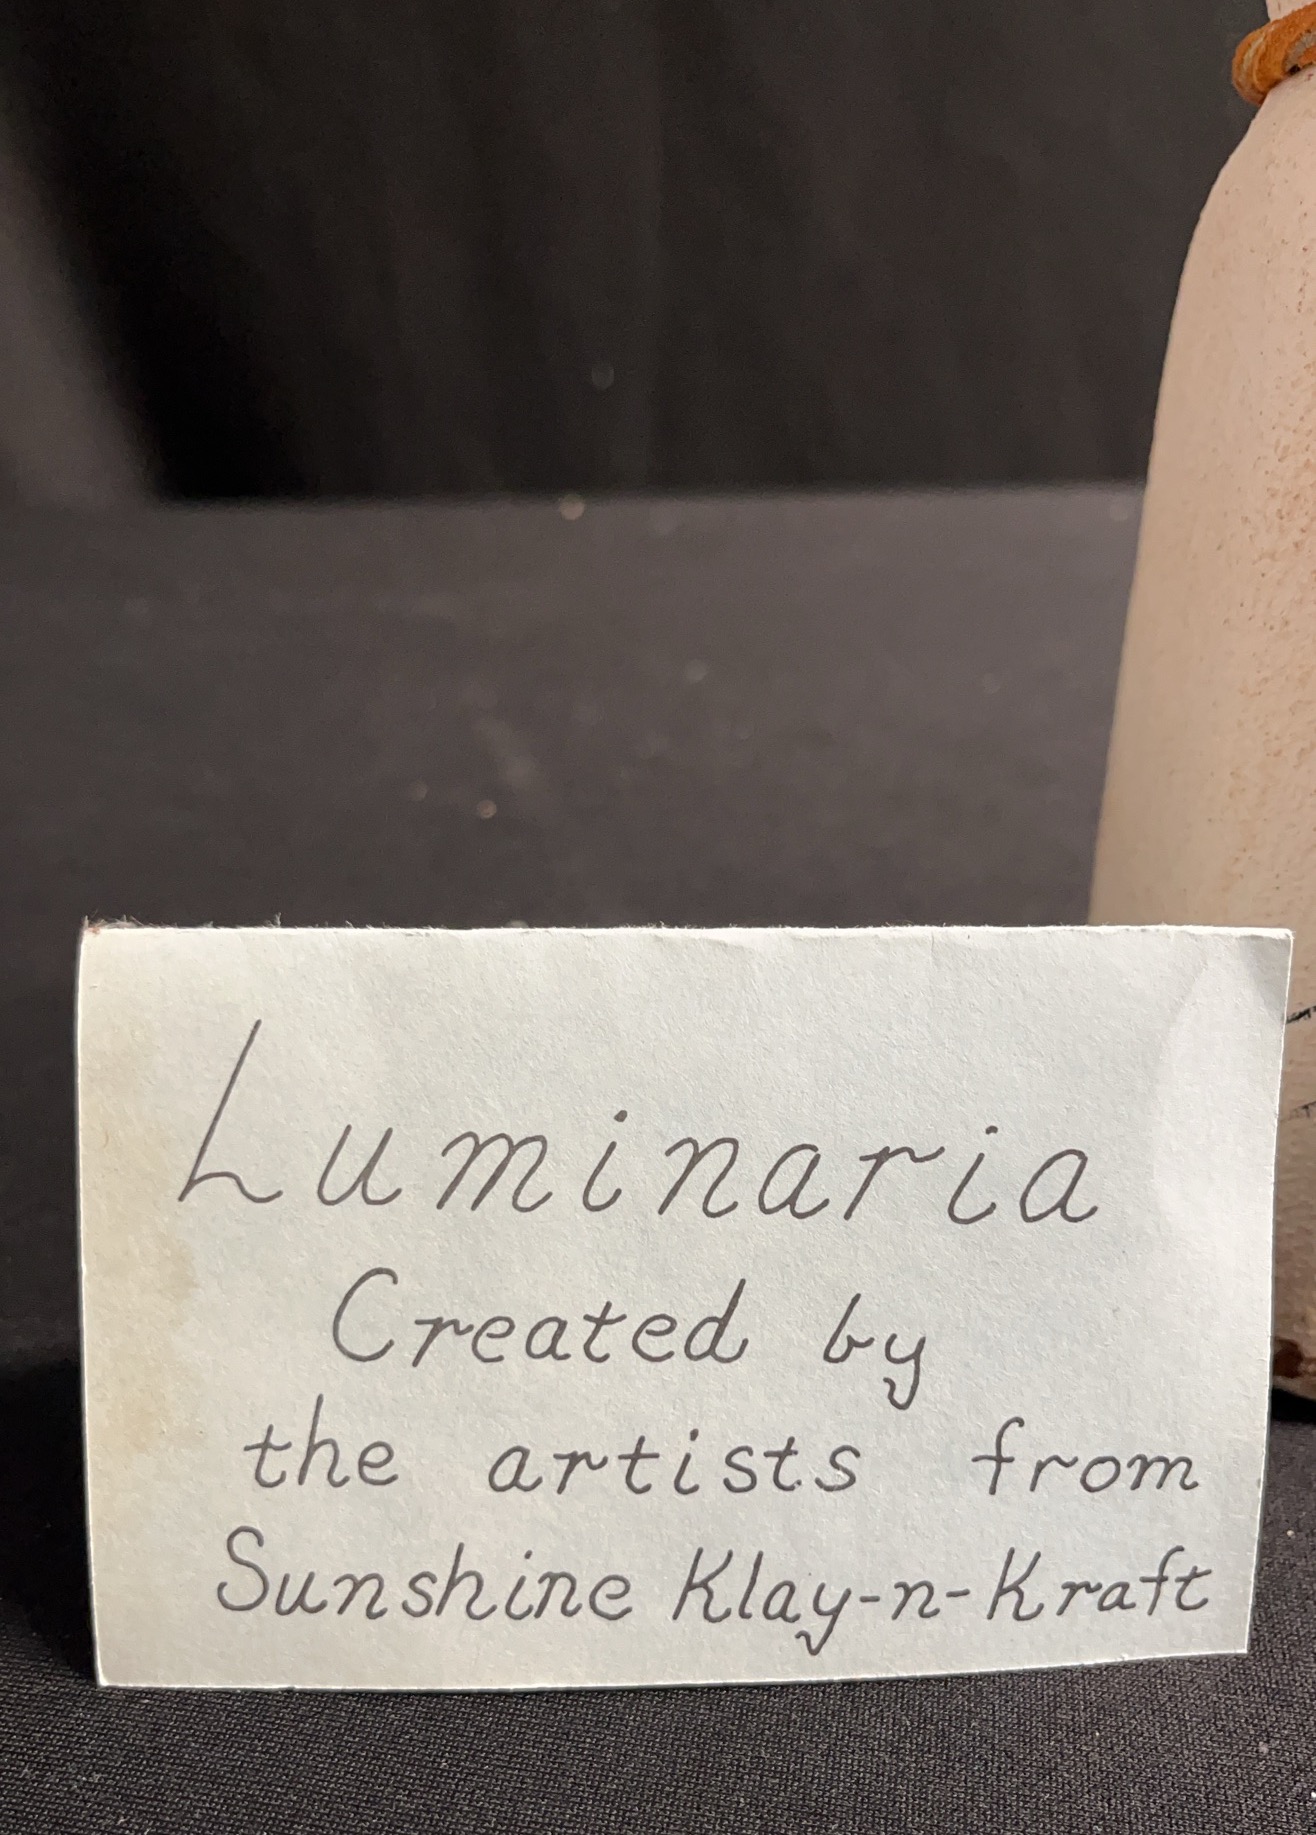 Luminaria
Created by
the artists from
Sunshine Klay-n-Kraft